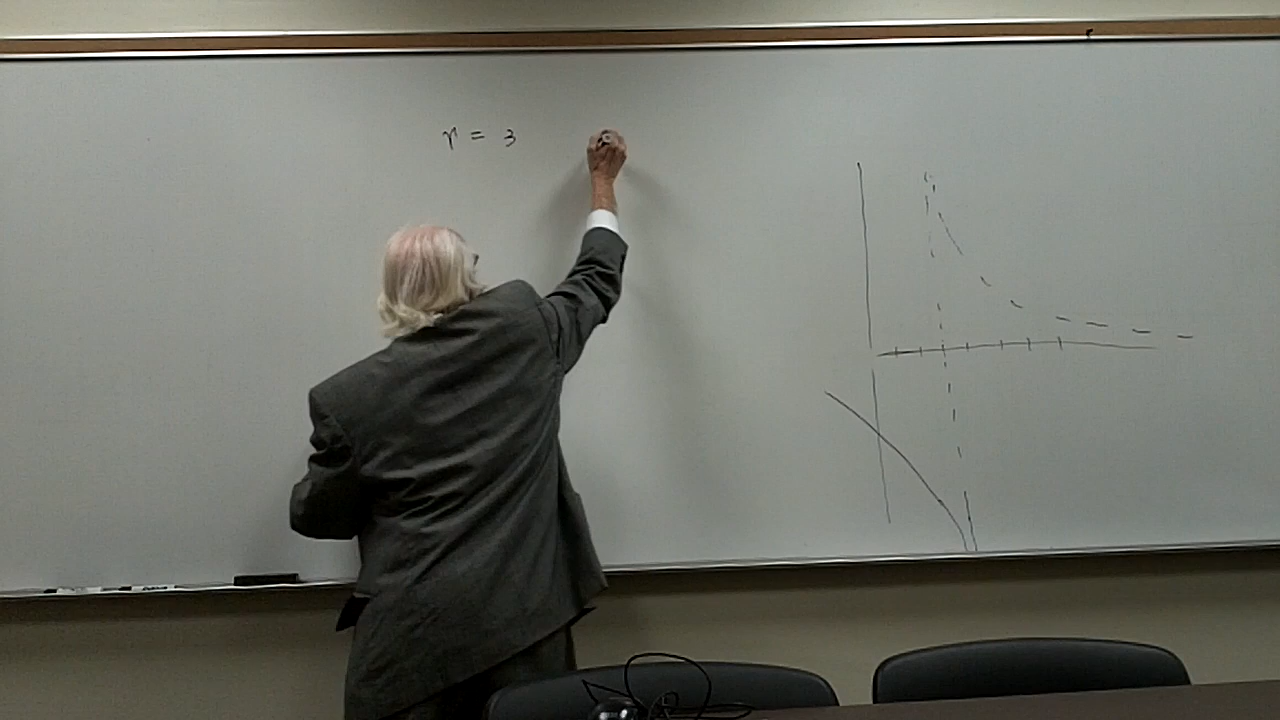 r = 3